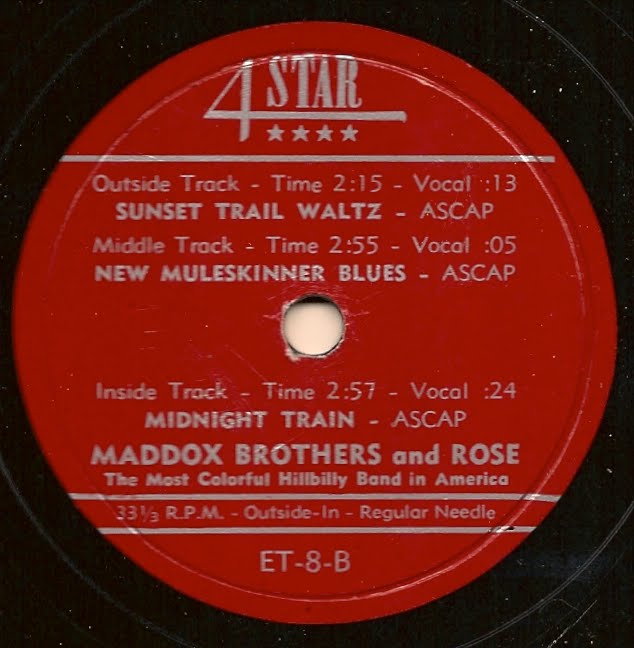 4 STAR
★★★★
Outside Track - Time 2:15 - Vocal :13
SUNSET TRAIL WALTZ - ASCAP
Middle Track - Time 2:55 - Vocal :05
NEW MULESKINNER BLUES - ASCAP
Inside Track - Time 2:57 - Vocal :24
MIDNIGHT TRAIN - ASCAP
MADDOX BROTHERS and ROSE
The Most Colorful Hillbilly Band in America
33⅓ R.P.M. - Outside-In - Regular Needle
ET-8-B